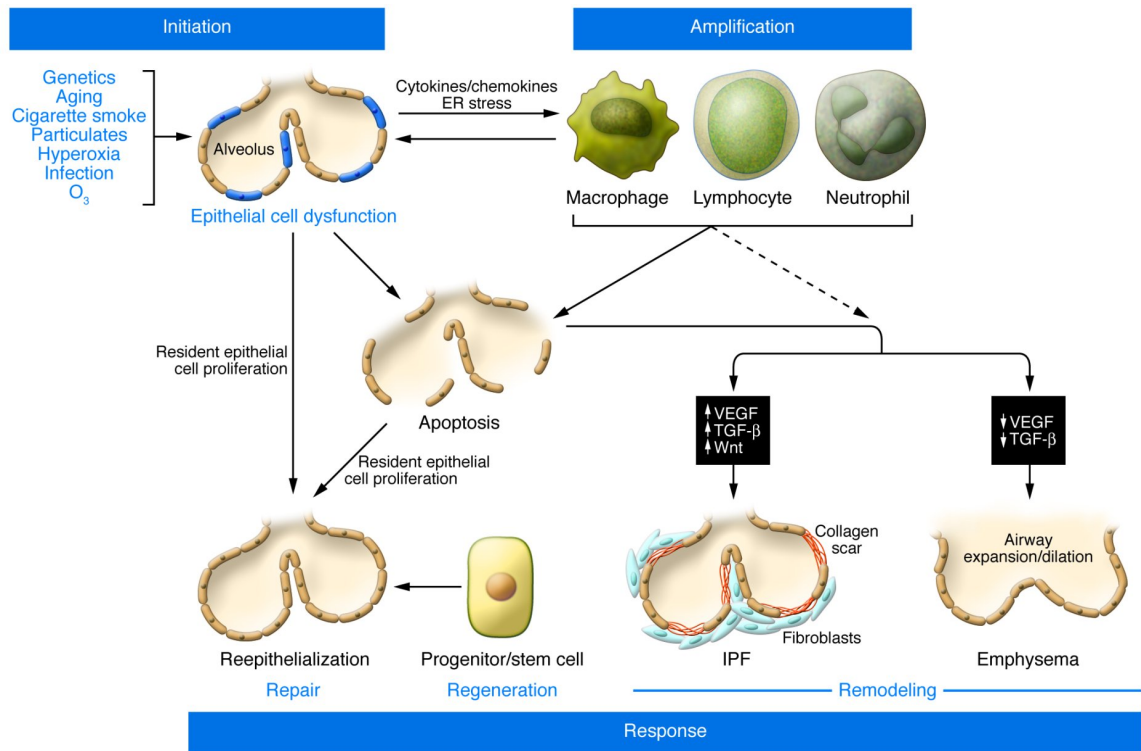 Initiation
Amplification
Genetics
Aging
Cigarette smoke
Particulates
Hyperoxia
Infection
O₃
Alveolus
Epithelial cell dysfunction
Cytokines/chemokines
ER stress
Macrophage
Lymphocyte
Neutrophil
Resident epithelial
cell proliferation
Apoptosis
Resident epithelial
cell proliferation
VEGF
TGF-β
Wnt
VEGF
TGF-β
Collagen
scar
Airway
expansion/dilation
Fibroblasts
Reepithelialization
Progenitor/stem cell
IPF
Emphysema
Repair
Regeneration
Remodeling
Response